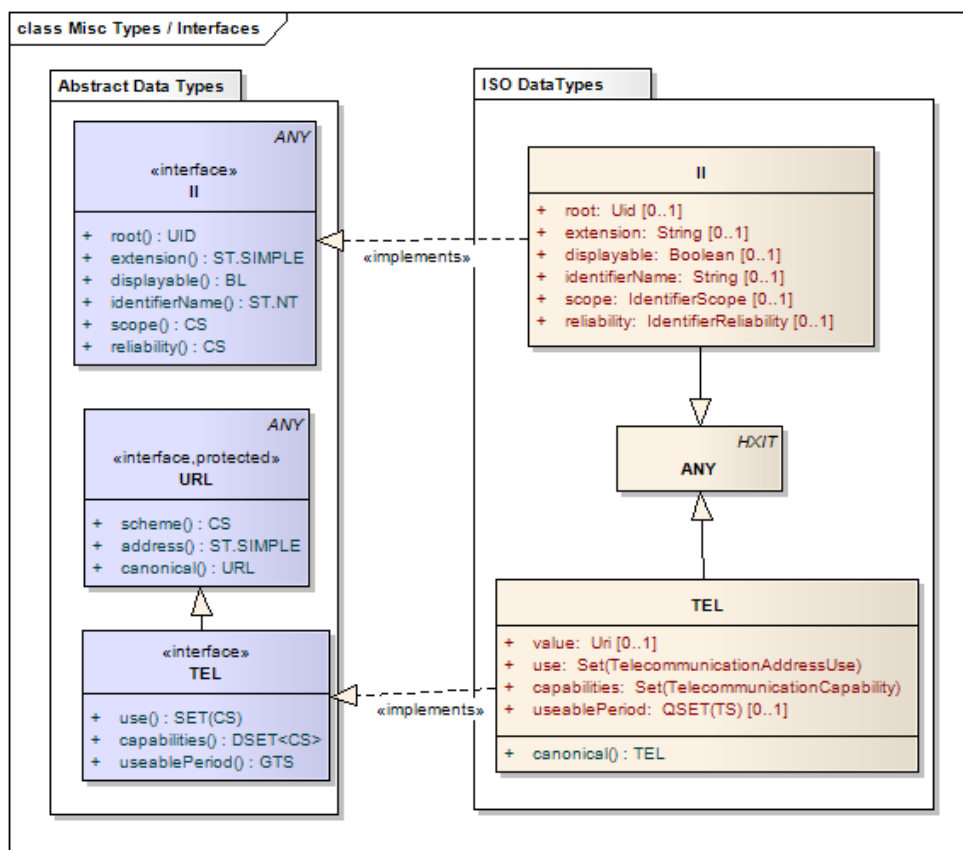 class Misc Types / Interfaces
Abstract Data Types
ANY
«interface»
II
+ root() : UID
+ extension() : ST.SIMPLE
+ displayable() : BL
+ identifierName() : ST.NT
+ scope() : CS
+ reliability() : CS
ANY
«interface,protected»
URL
+ scheme() : CS
+ address() : ST.SIMPLE
+ canonical() : URL
«interface»
TEL
+ use() : SET(CS)
+ capabilities() : DSET<CS>
+ useablePeriod() : GTS
«implements»
«implements»
ISO DataTypes
II
+ root: Uid [0..1]
+ extension: String [0..1]
+ displayable: Boolean [0..1]
+ identifierName: String [0..1]
+ scope: IdentifierScope [0..1]
+ reliability: IdentifierReliability [0..1]
HXIT
ANY
TEL
+ value: Uri [0..1]
+ use: Set(TelecommunicationAddressUse)
+ capabilities: Set(TelecommunicationCapability)
+ useablePeriod: QSET(TS) [0..1]
+ canonical() : TEL